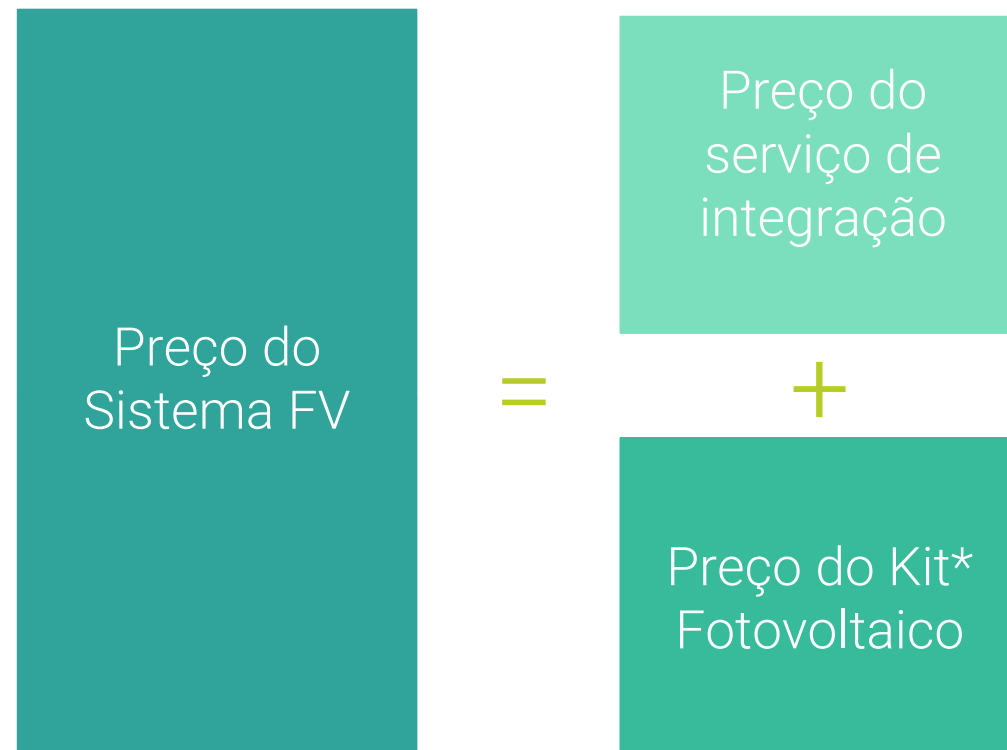 Preço do
Sistema FV
=
Preço do
serviço de
integração
+
Preço do Kit*
Fotovoltaico